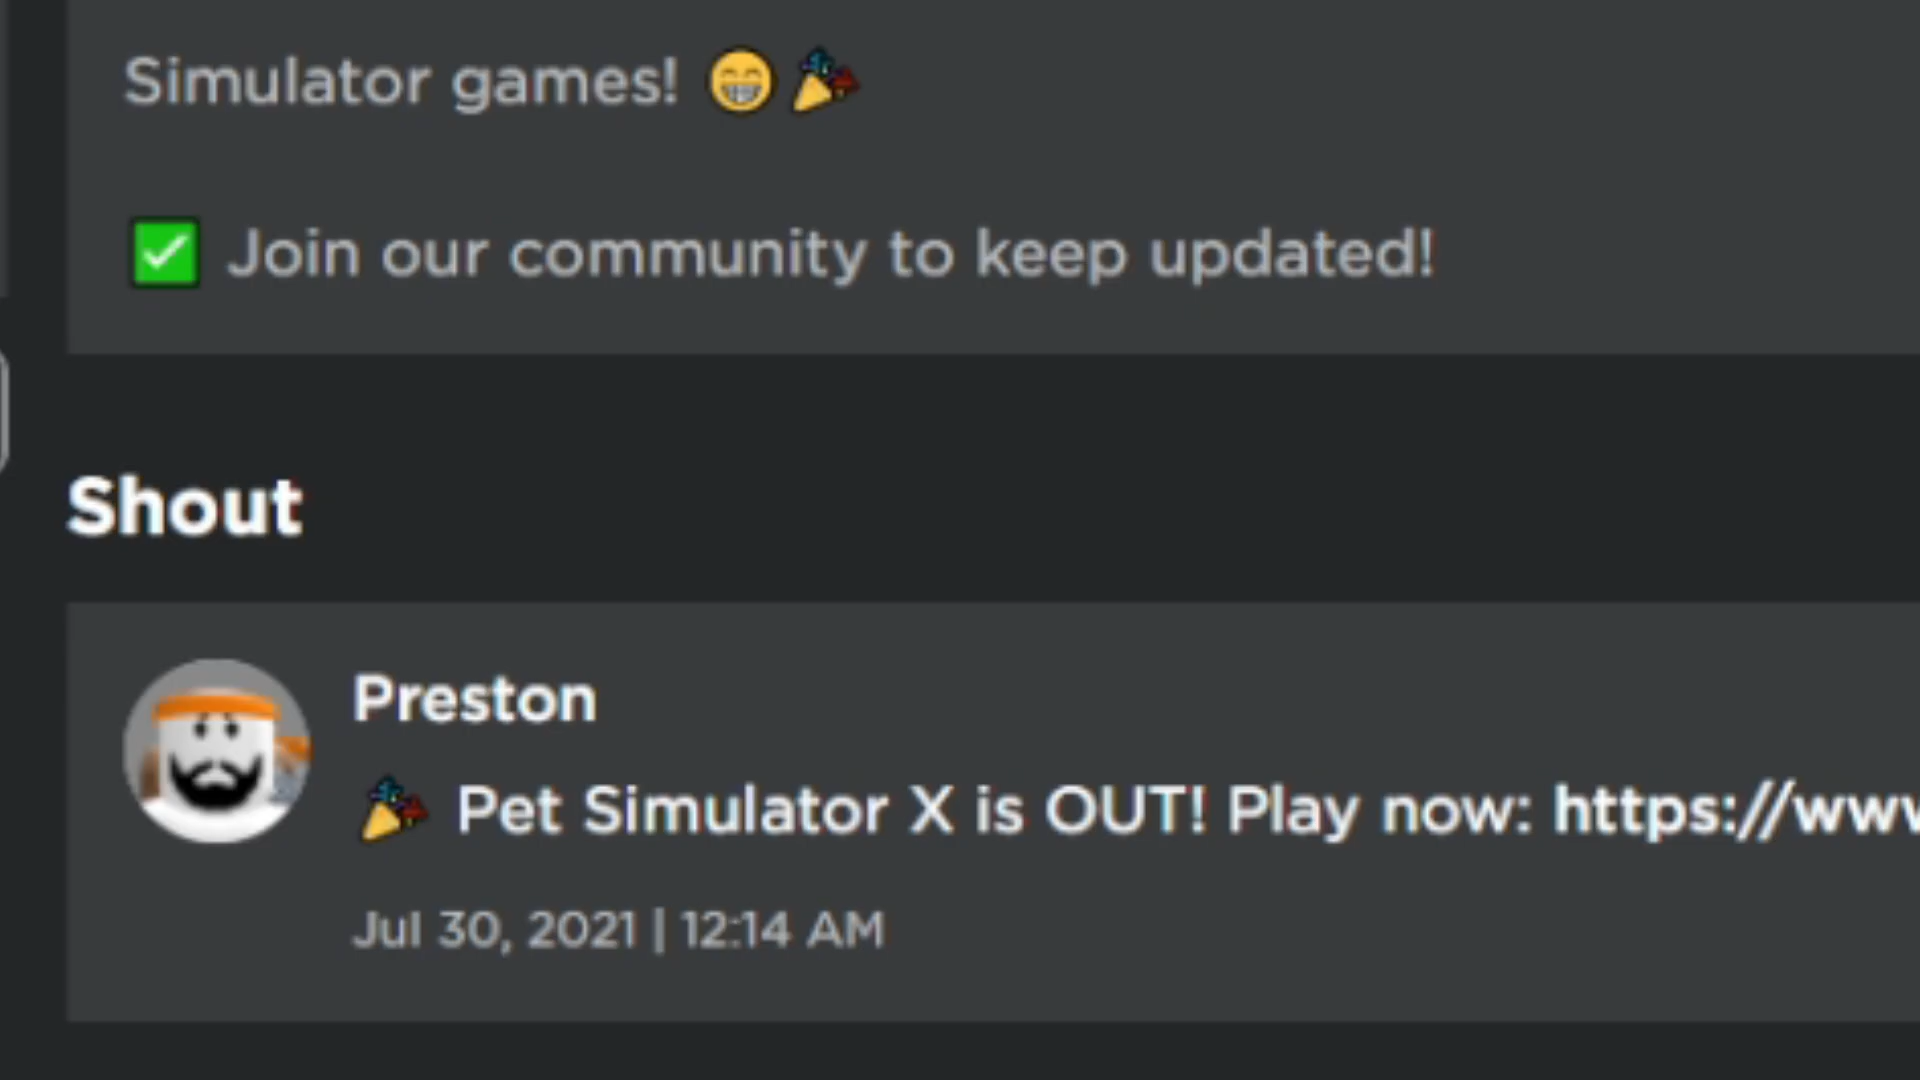 Simulator games! 😁🎉
✅ Join our community to keep updated!
Shout
Preston
🎉 Pet Simulator X is OUT! Play now: https://www
Jul 30, 2021 | 12:14 AM